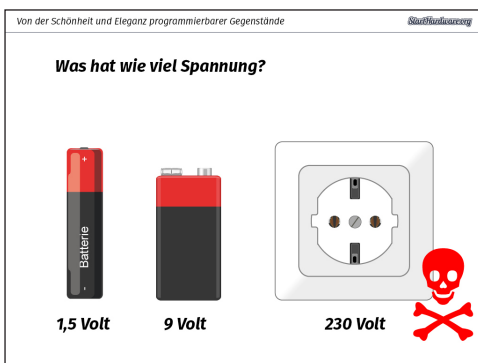 Von der Schönheit und Eleganz programmierbarer Gegenstände
StartHardware.org
Was hat wie viel Spannung?
+
Batterie
-
1,5 Volt
9 Volt
230 Volt